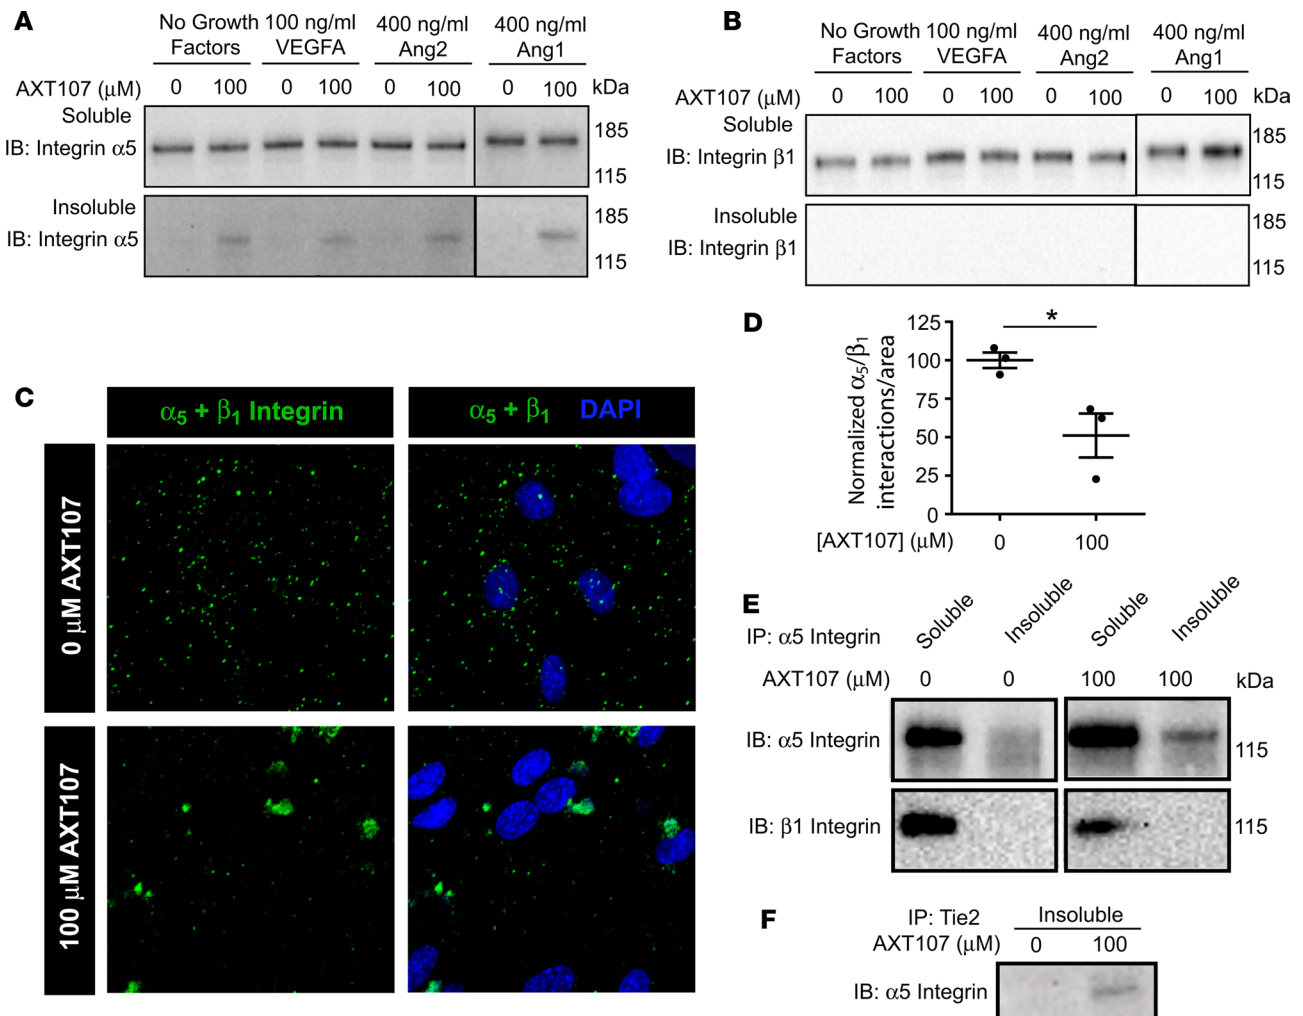 A
No Growth Factors
100 ng/ml VEGFA
400 ng/ml Ang2
400 ng/ml Ang1
AXT107 (μM) 0 100 0 100 0 100 0 100 kDa
Soluble
IB: Integrin α5
185
115
Insoluble
IB: Integrin α5
185
115
B
No Growth Factors
100 ng/ml VEGFA
400 ng/ml Ang2
400 ng/ml Ang1
AXT107 (μM) 0 100 0 100 0 100 0 100 kDa
Soluble
IB: Integrin β1
185
115
Insoluble
IB: Integrin β1
185
115
C
α5 + β1 Integrin
α5 + β1 DAPI
0 μM AXT107
100 μM AXT107
D
Normalized α5/β1
interactions/area
125
100
75
50
25
0
*
[AXT107] (μM) 0 100
E
IP: α5 Integrin
Soluble Insoluble Soluble Insoluble
AXT107 (μM) 0 0 100 100 kDa
IB: α5 Integrin
115
IB: β1 Integrin
115
F
IP: Tie2 Insoluble
AXT107 (μM) 0 100
IB: α5 Integrin